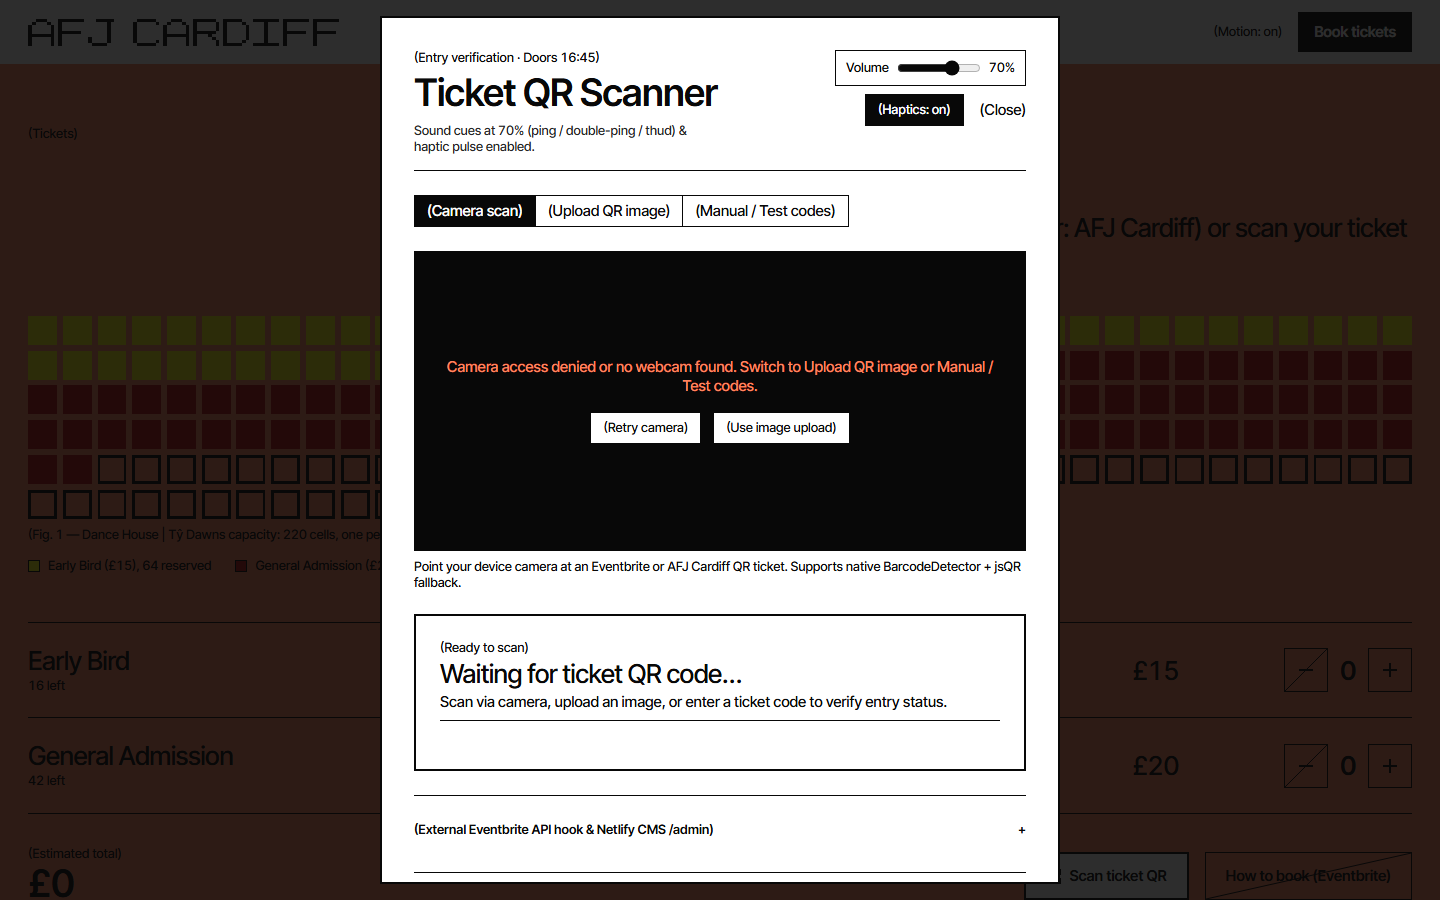 AFJ CARDIFF
(Motion: on)
Book tickets
(Tickets)
r: AFJ Cardiff) or scan your ticket
(Entry verification · Doors 16:45)
Ticket QR Scanner
Sound cues at 70% (ping / double-ping / thud) &
haptic pulse enabled.
Volume
70%
(Haptics: on)
(Close)
(Camera scan)
(Upload QR image)
(Manual / Test codes)
Camera access denied or no webcam found. Switch to Upload QR image or Manual /
Test codes.
(Retry camera)
(Use image upload)
Point your device camera at an Eventbrite or AFJ Cardiff QR ticket. Supports native BarcodeDetector + jsQR
fallback.
(Ready to scan)
Waiting for ticket QR code...
Scan via camera, upload an image, or enter a ticket code to verify entry status.
(External Eventbrite API hook & Netlify CMS /admin)
+
(Fig. 1 — Dance House | Tŷ Dawns capacity: 220 cells, one pe
Early Bird (£15), 64 reserved
General Admission (£
Early Bird
16 left
£15
−
0
+
General Admission
42 left
£20
−
0
+
(Estimated total)
£0
Scan ticket QR
How to book (Eventbrite)